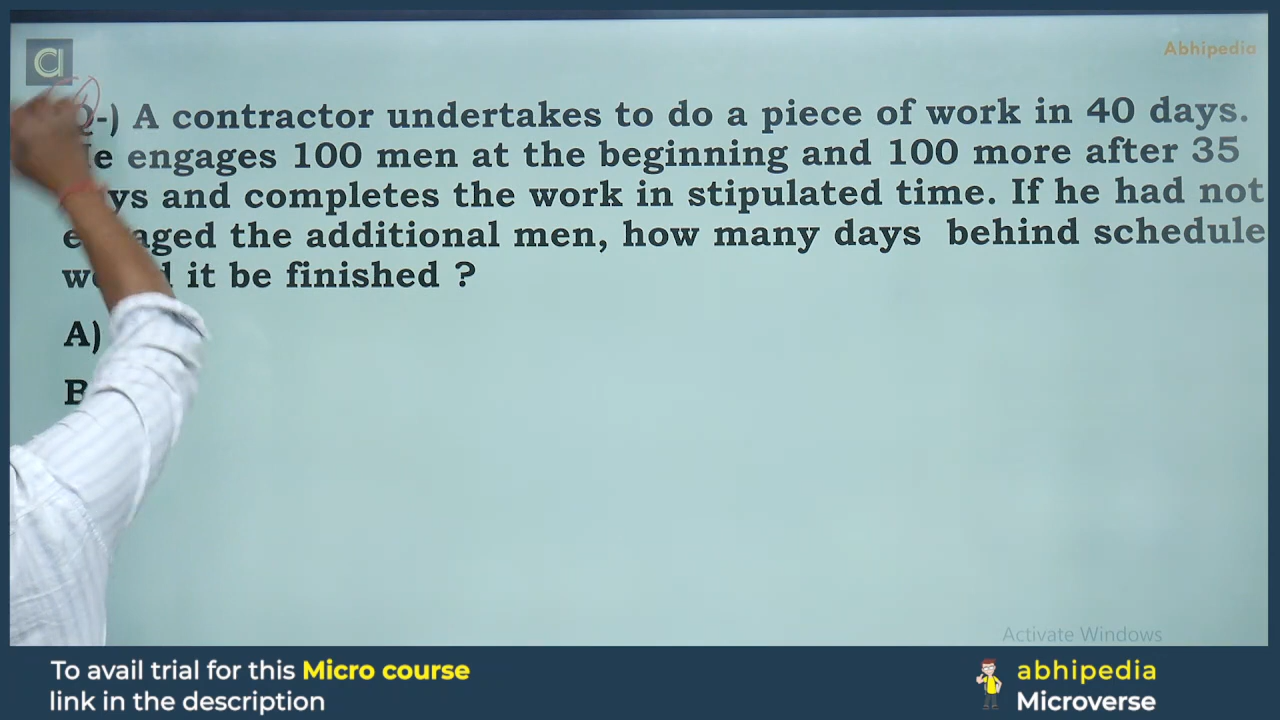 Abhipedia
Q-) A contractor undertakes to do a piece of work in 40 days.
engages 100 men at the beginning and 100 more after 35
and completes the work in stipulated time. If he had not
the additional men, how many days behind schedule
it be finished ?
A)
B
Activate Windows
To avail trial for this Micro course
link in the description
abhipedia
Microverse